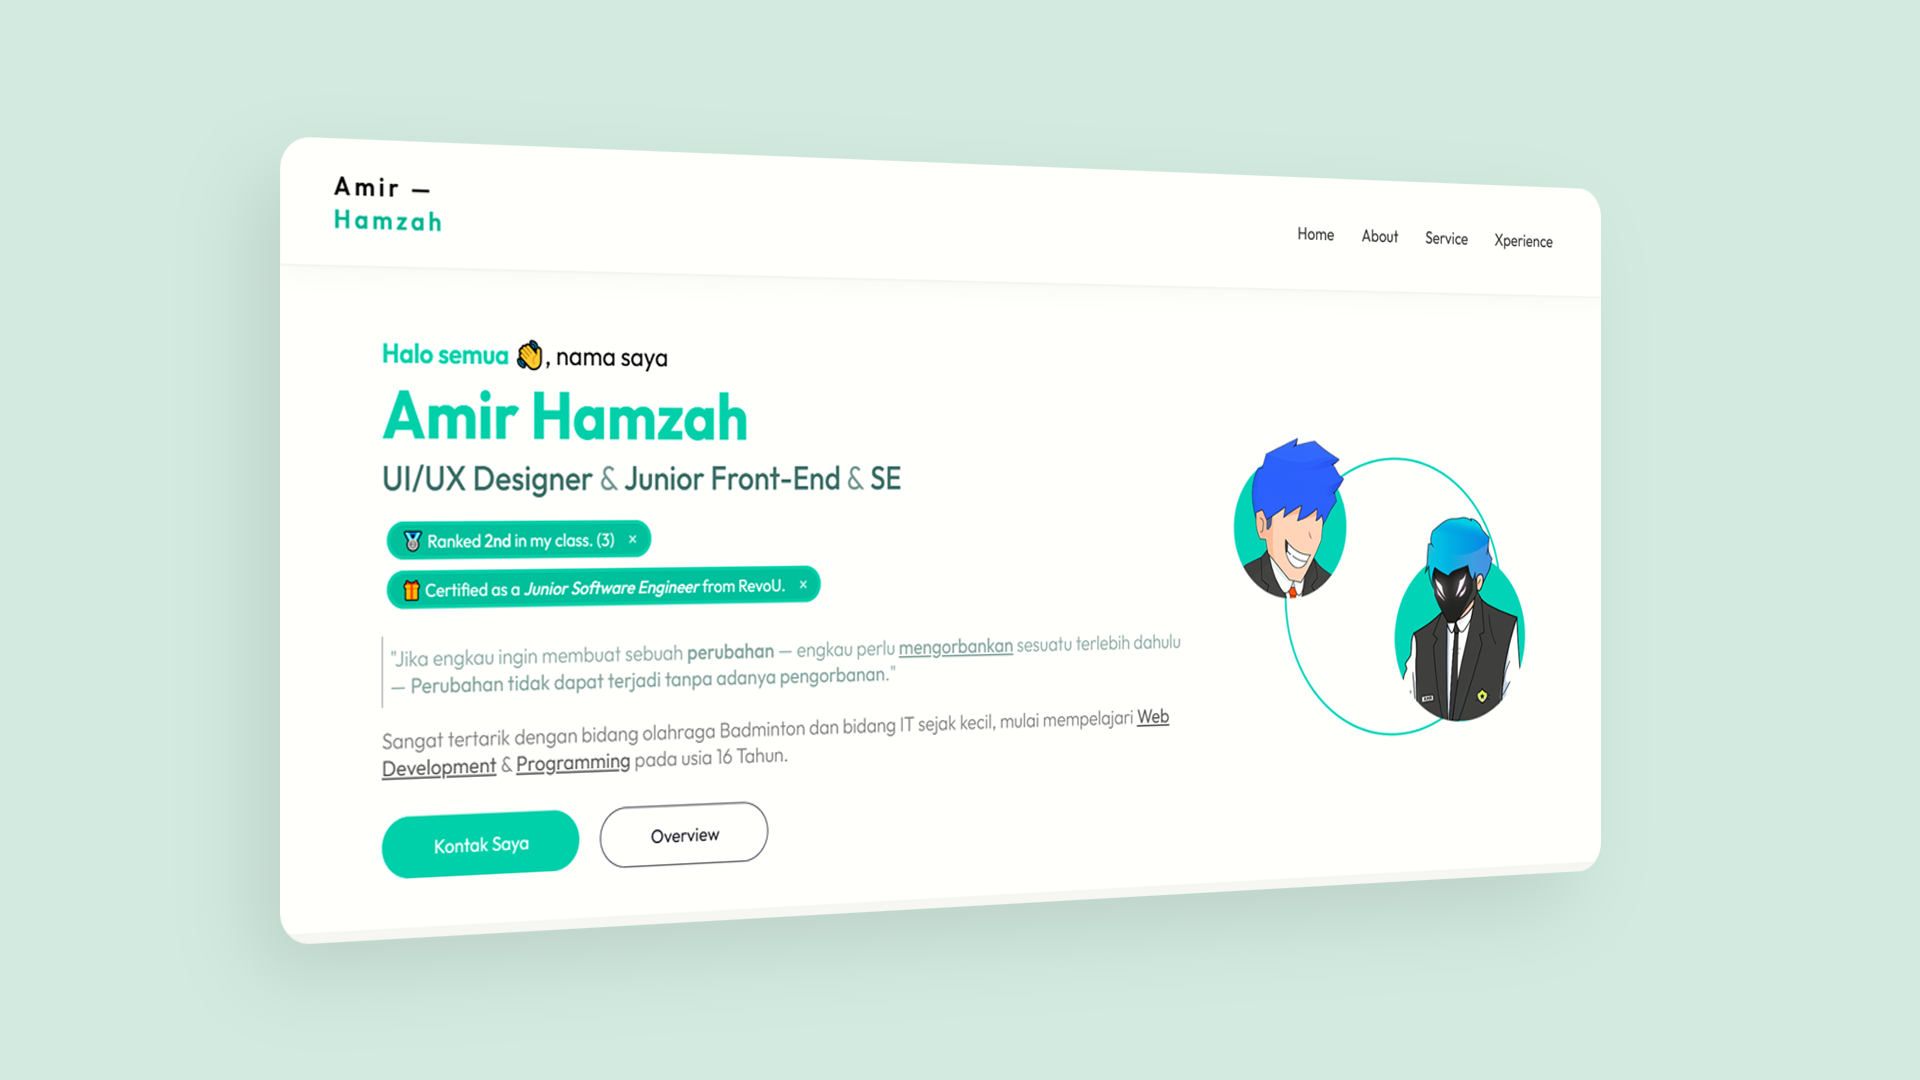 Amir —
Hamzah
Home About Service Xperience
Halo semua 👋, nama saya
Amir Hamzah
UI/UX Designer & Junior Front-End & SE
🥈 Ranked 2nd in my class. (3) ×
🎁 Certified as a Junior Software Engineer from RevoU. ×
"Jika engkau ingin membuat sebuah perubahan — engkau perlu mengorbankan sesuatu terlebih dahulu
— Perubahan tidak dapat terjadi tanpa adanya pengorbanan."
Sangat tertarik dengan bidang olahraga Badminton dan bidang IT sejak kecil, mulai mempelajari Web
Development & Programming pada usia 16 Tahun.
Kontak Saya Overview